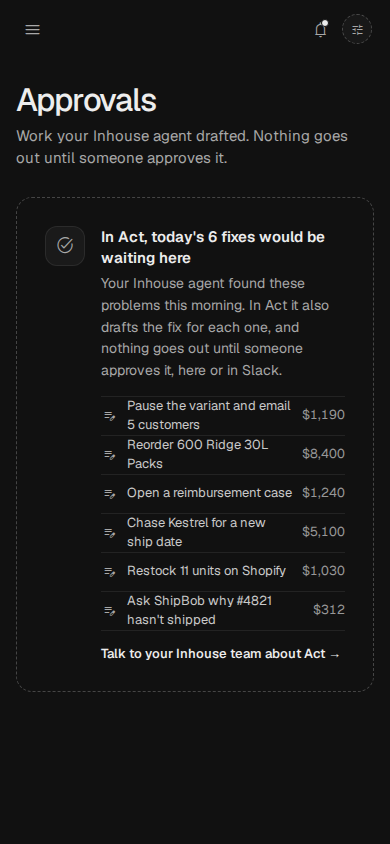 Approvals
Work your Inhouse agent drafted. Nothing goes
out until someone approves it.
In Act, today's 6 fixes would be
waiting here
Your Inhouse agent found these
problems this morning. In Act it also
drafts the fix for each one, and
nothing goes out until someone
approves it, here or in Slack.
Pause the variant and email
5 customers
$1,190
Reorder 600 Ridge 30L
Packs
$8,400
Open a reimbursement case $1,240
Chase Kestrel for a new
ship date
$5,100
Restock 11 units on Shopify $1,030
Ask ShipBob why #4821
hasn't shipped
$312
Talk to your Inhouse team about Act →